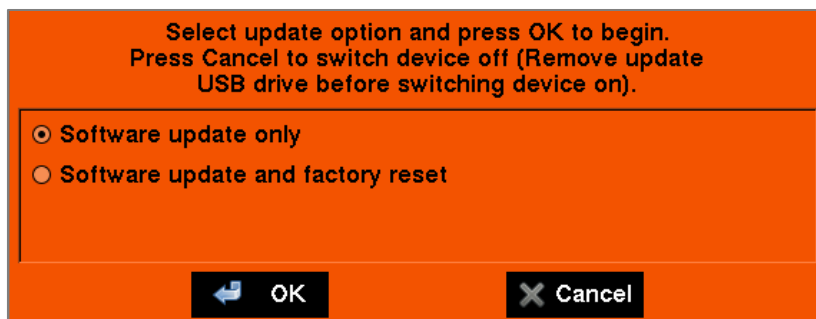 Select update option and press OK to begin.
Press Cancel to switch device off (Remove update
USB drive before switching device on).
Software update only
Software update and factory reset
OK
Cancel